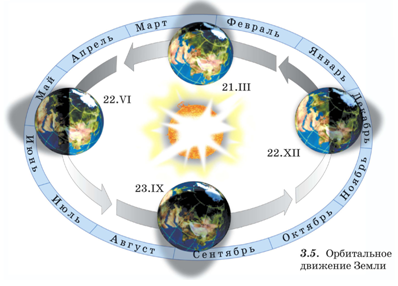 Март
Февраль
Апрель
Январь
Май
21.III
22.VI
Декабрь
Июнь
22.XII
Ноябрь
23.IX
Июль
Октябрь
Август
Сентябрь
3.5. Орбитальное
движение Земли